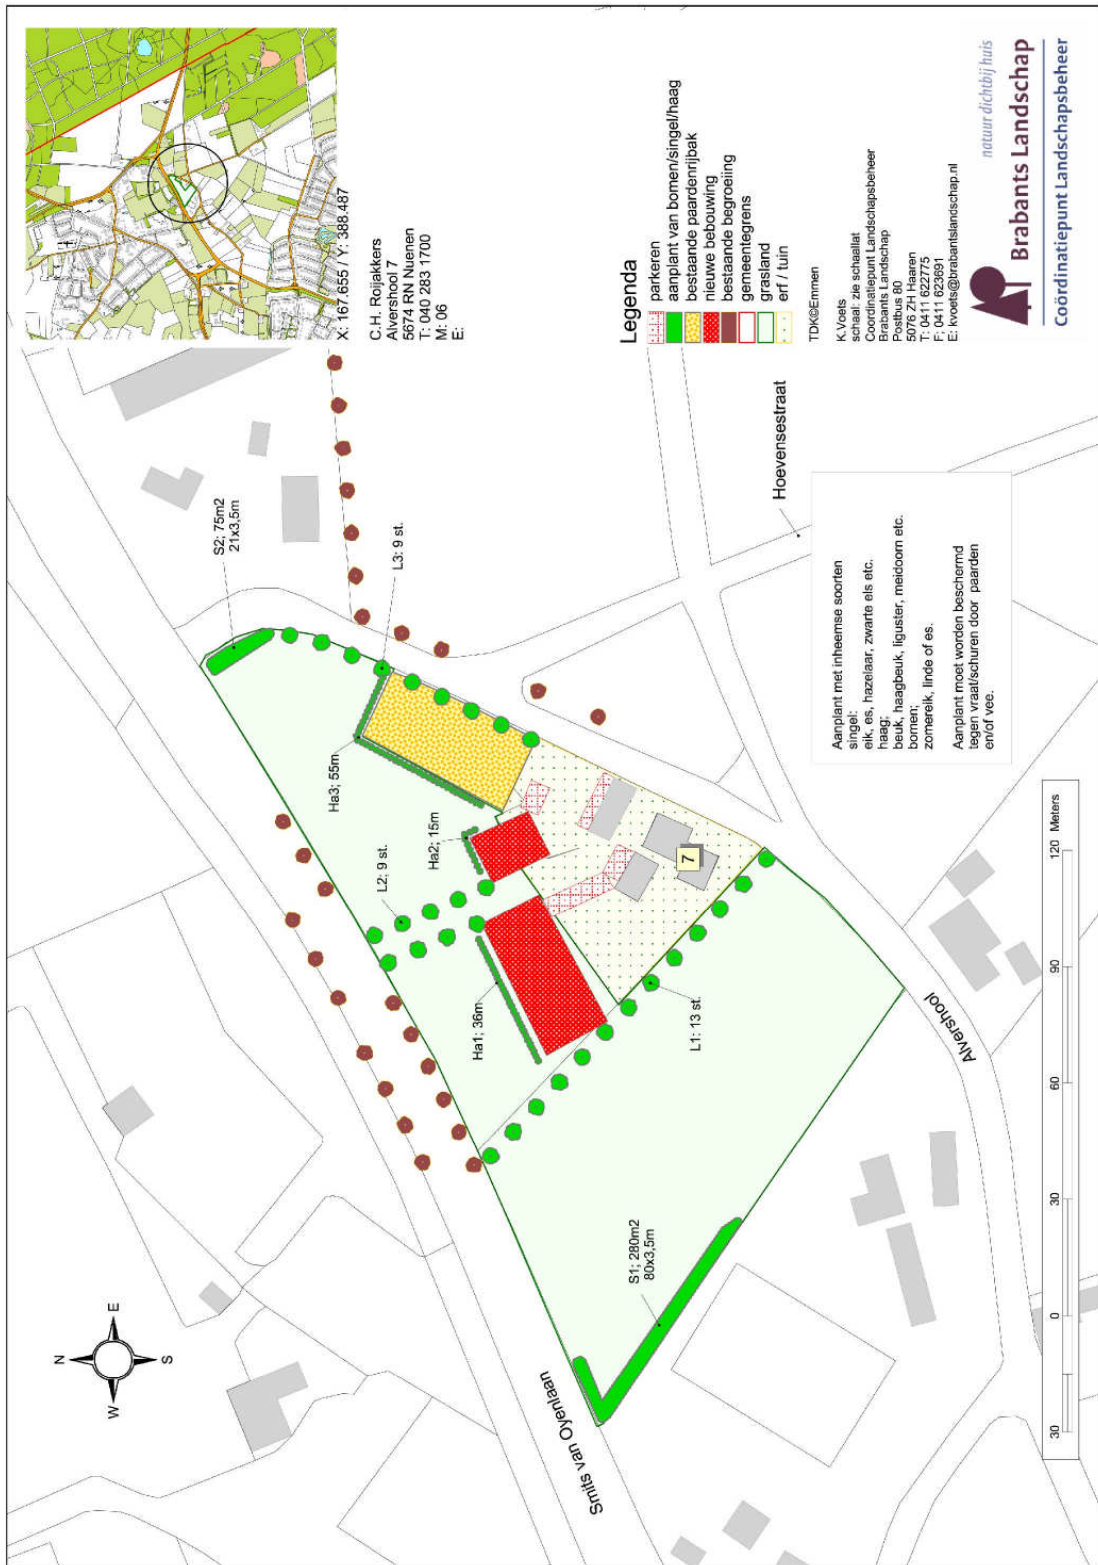 X: 167.655 / Y: 388.487
C.H. Roijakkers
Alvershool 7
5674 RN Nuenen
T: 040 283 1700
M: 06
E:
Legenda
parkeren
aanplant van bomen/singel/haag
bestaande paardenrijbak
nieuwe bebouwing
bestaande begroeiing
gemeentegrens
grasland
erf / tuin
TDK©Emmen
K.Voets
schaal: zie schaallat
Coordinatiepunt Landschapsbeheer
Brabants Landschap
Postbus 80
5076 ZH Haaren
T: 0411 622775
F: 0411 623691
E: kvoets@brabantslandschap.nl
natuur dichtbij huis
Brabants Landschap
Coördinatiepunt Landschapsbeheer
S2; 75m2
21x3,5m
L3: 9 st.
Ha3; 55m
Ha2; 15m
L2; 9 st.
Ha1; 36m
L1: 13 st.
7
S1; 280m2
80x3,5m
Hoevensestraat
Alvershool
Smits van Oyenlaan
N
E
S
W
Aanplant met inheemse soorten
singel:
eik, es, hazelaar, zwarte els etc.
haag;
beuk, haagbeuk, liguster, meidoorn etc.
bomen;
zomereik, linde of es.
Aanplant moet worden beschermd
tegen vraat/schuren door paarden
en/of vee.
30 0 30 60 90 120 Meters